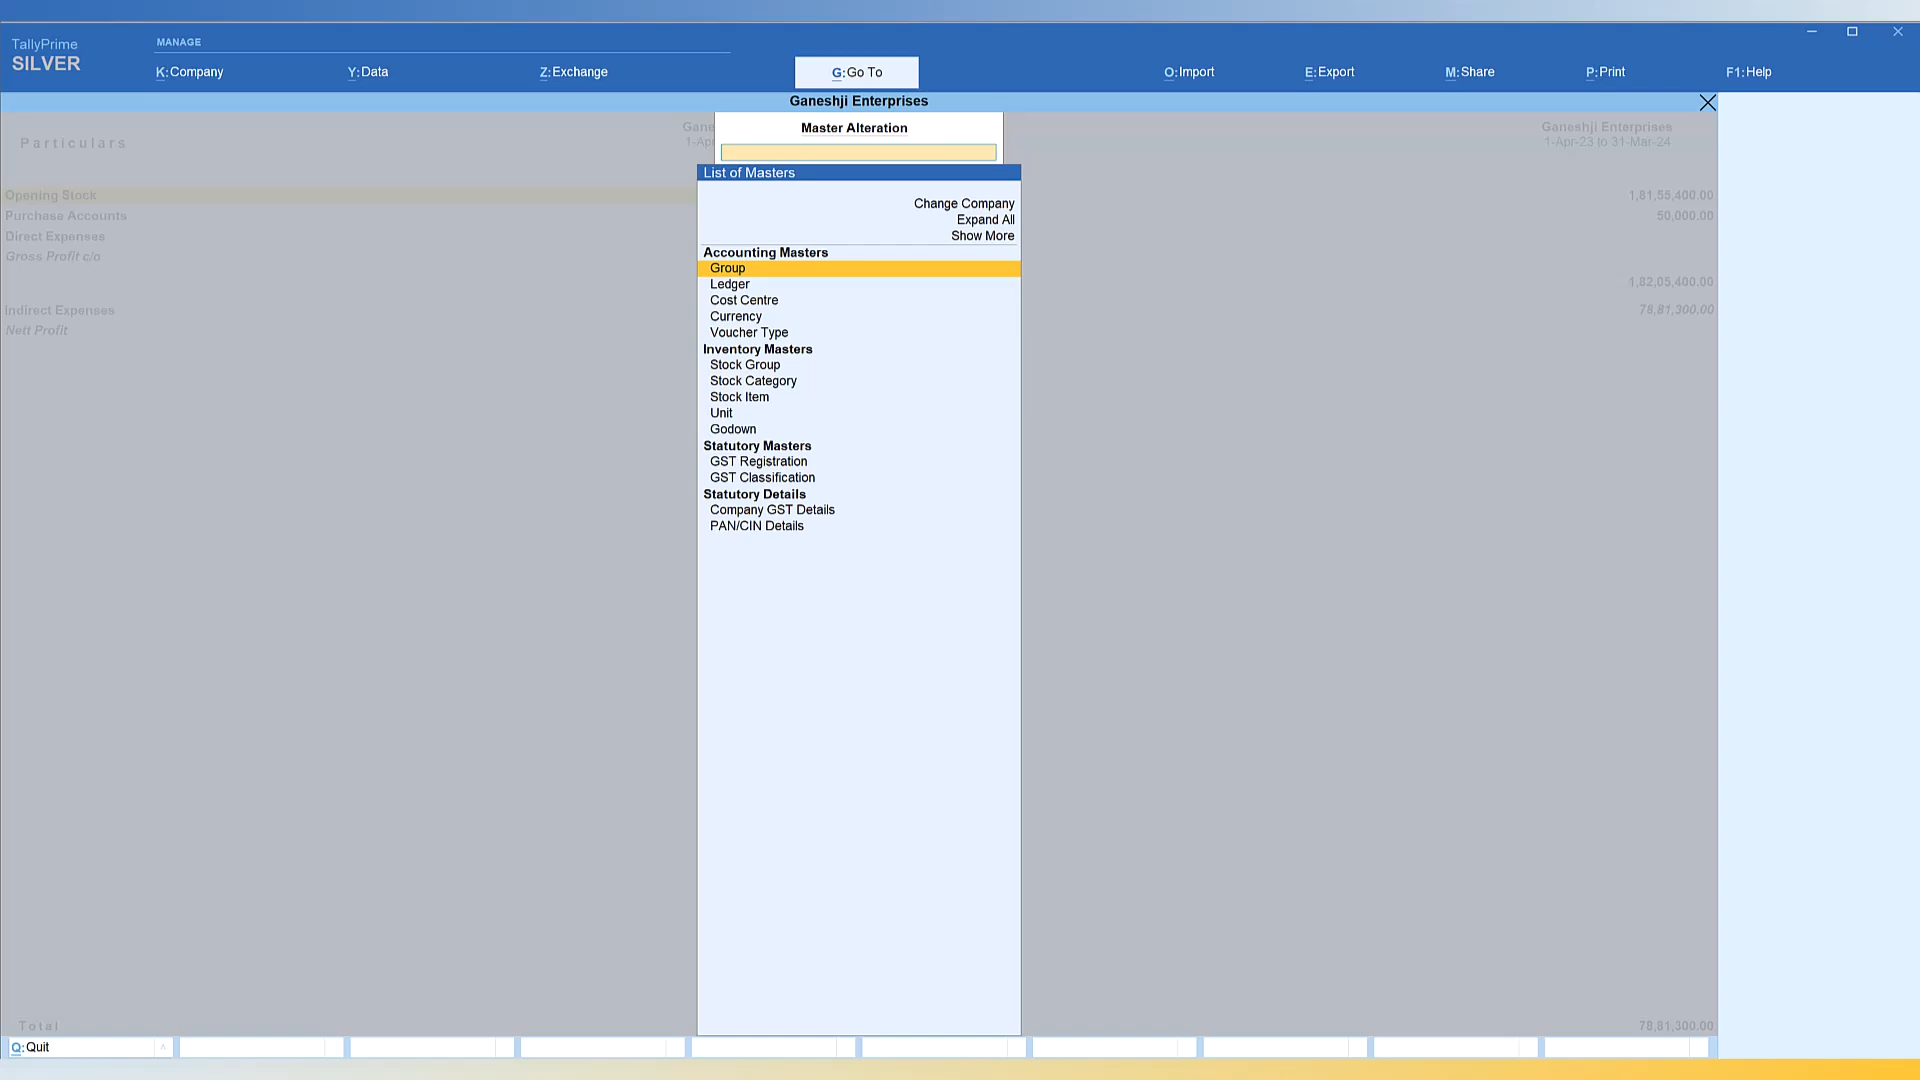 TallyPrime
SILVER
MANAGE
K:Company
Y:Data
Z:Exchange
G:Go To
O:Import
E:Export
M:Share
P:Print
F1:Help
Ganeshji Enterprises
Particulars
Gane
1-Apr
Master Alteration
Ganeshji Enterprises
1-Apr-23 to 31-Mar-24
Opening Stock
1,81,55,400.00
Purchase Accounts
50,000.00
Direct Expenses
Gross Profit c/o
1,82,05,400.00
Indirect Expenses
78,81,300.00
Nett Profit
List of Masters
Change Company
Expand All
Show More
Accounting Masters
Group
Ledger
Cost Centre
Currency
Voucher Type
Inventory Masters
Stock Group
Stock Category
Stock Item
Unit
Godown
Statutory Masters
GST Registration
GST Classification
Statutory Details
Company GST Details
PAN/CIN Details
Total
78,81,300.00
Q:Quit